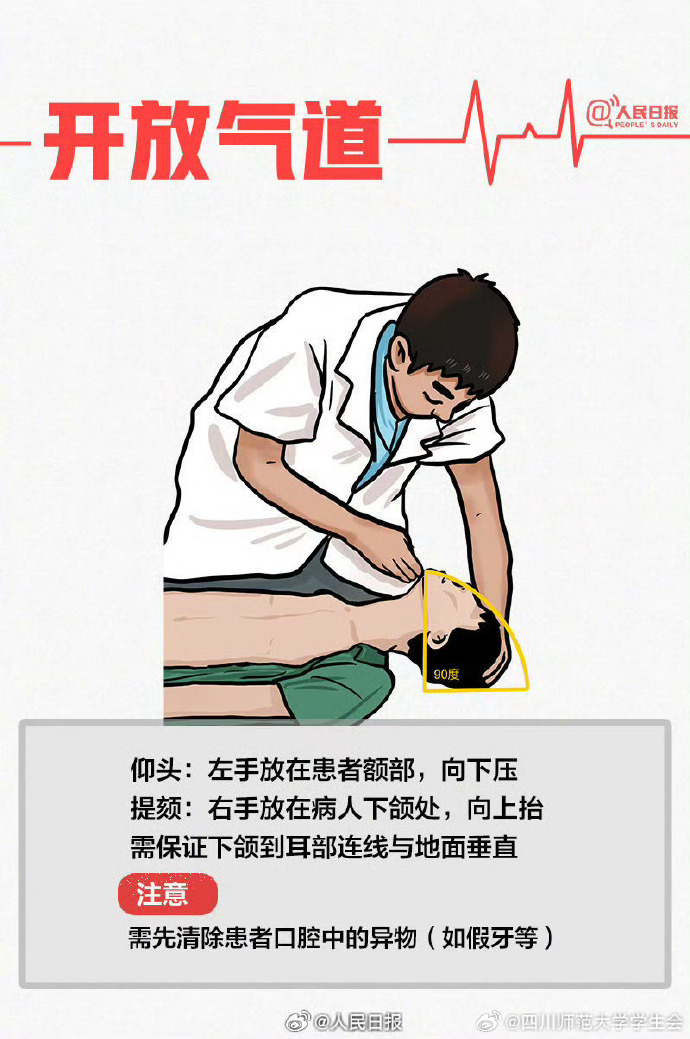 开放气道
@人民日报
PEOPLE'S DAILY
90度
仰头：左手放在患者额部，向下压
提颏：右手放在病人下颌处，向上抬
需保证下颌到耳部连线与地面垂直
注意
需先清除患者口腔中的异物（如假牙等）
@人民日报
@四川师范大学学生会